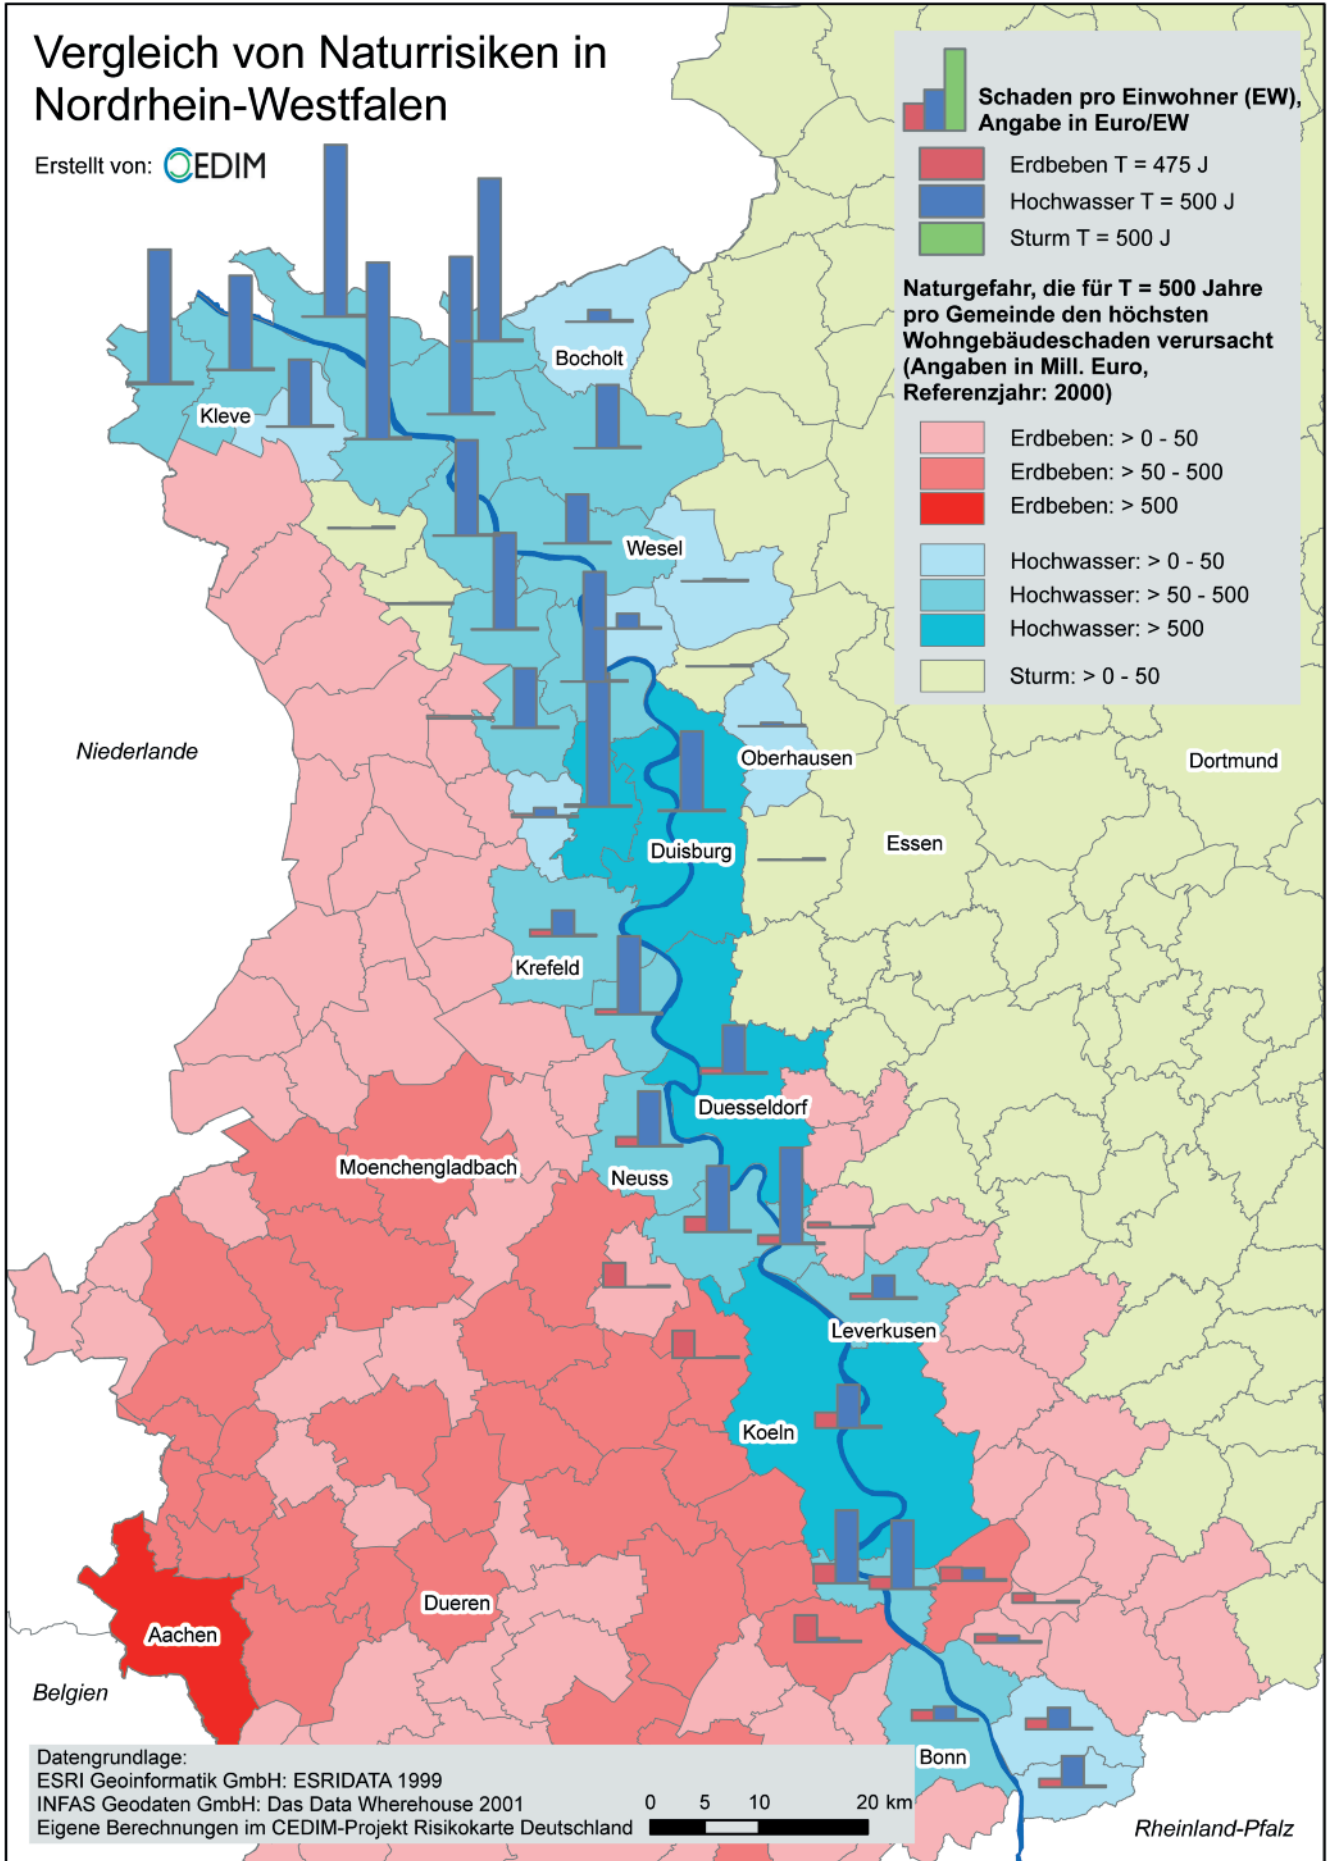 Vergleich von Naturrisiken in
Nordrhein-Westfalen
Erstellt von: CEDIM
Schaden pro Einwohner (EW),
Angabe in Euro/EW
Erdbeben T = 475 J
Hochwasser T = 500 J
Sturm T = 500 J
Naturgefahr, die für T = 500 Jahre
pro Gemeinde den höchsten
Wohngebäudeschaden verursacht
(Angaben in Mill. Euro,
Referenzjahr: 2000)
Erdbeben: > 0 - 50
Erdbeben: > 50 - 500
Erdbeben: > 500
Hochwasser: > 0 - 50
Hochwasser: > 50 - 500
Hochwasser: > 500
Sturm: > 0 - 50
Bocholt
Kleve
Wesel
Niederlande
Oberhausen
Dortmund
Duisburg
Essen
Krefeld
Duesseldorf
Moenchengladbach
Neuss
Leverkusen
Koeln
Dueren
Aachen
Belgien
Bonn
Rheinland-Pfalz
Datengrundlage:
ESRI Geoinformatik GmbH: ESRIDATA 1999
INFAS Geodaten GmbH: Das Data Wherehouse 2001
Eigene Berechnungen im CEDIM-Projekt Risikokarte Deutschland
0 5 10 20 km